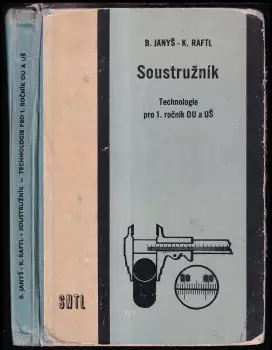 B. JANYŠ - K. RAFTL • SOUSTRUŽNÍK — TECHNOLOGIE PRO 1. ROČNÍK OU A UŠ
B. JANYŠ - K. RAFTL
Soustružník
Technologie
pro 1. ročník OU a UŠ
SNTL